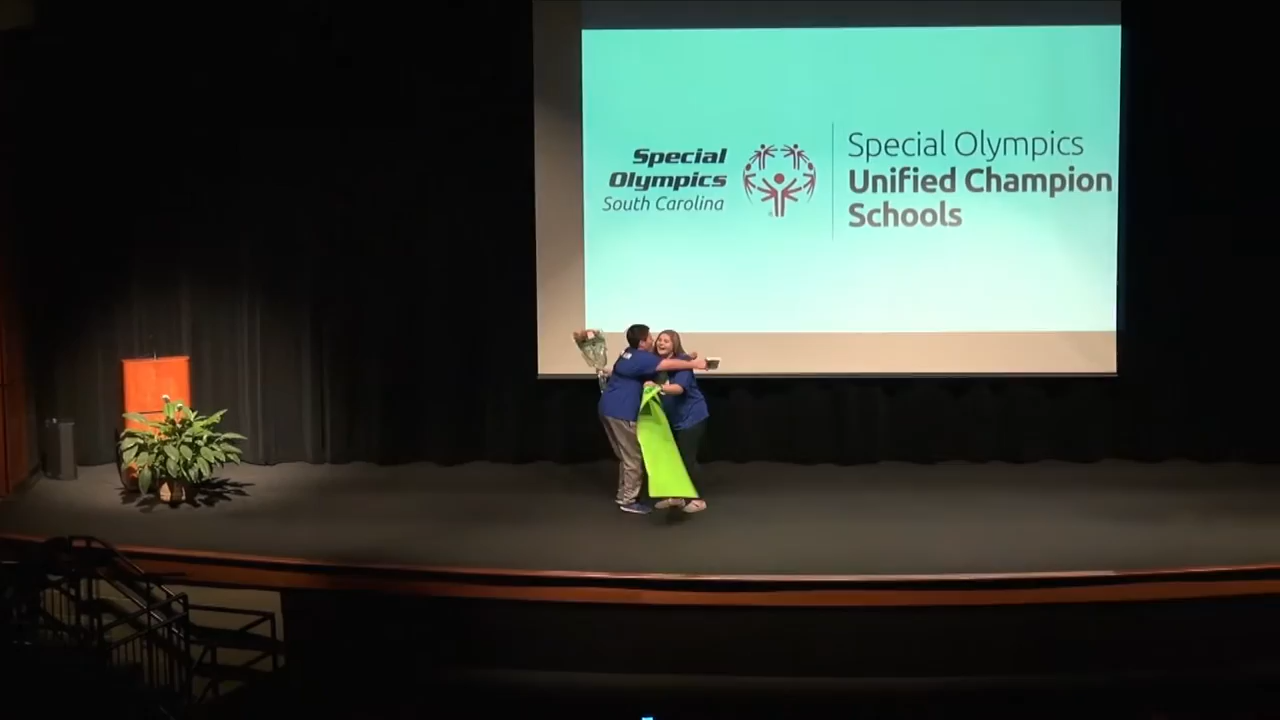 Special
Olympics
South Carolina
Special Olympics
Unified Champion
Schools